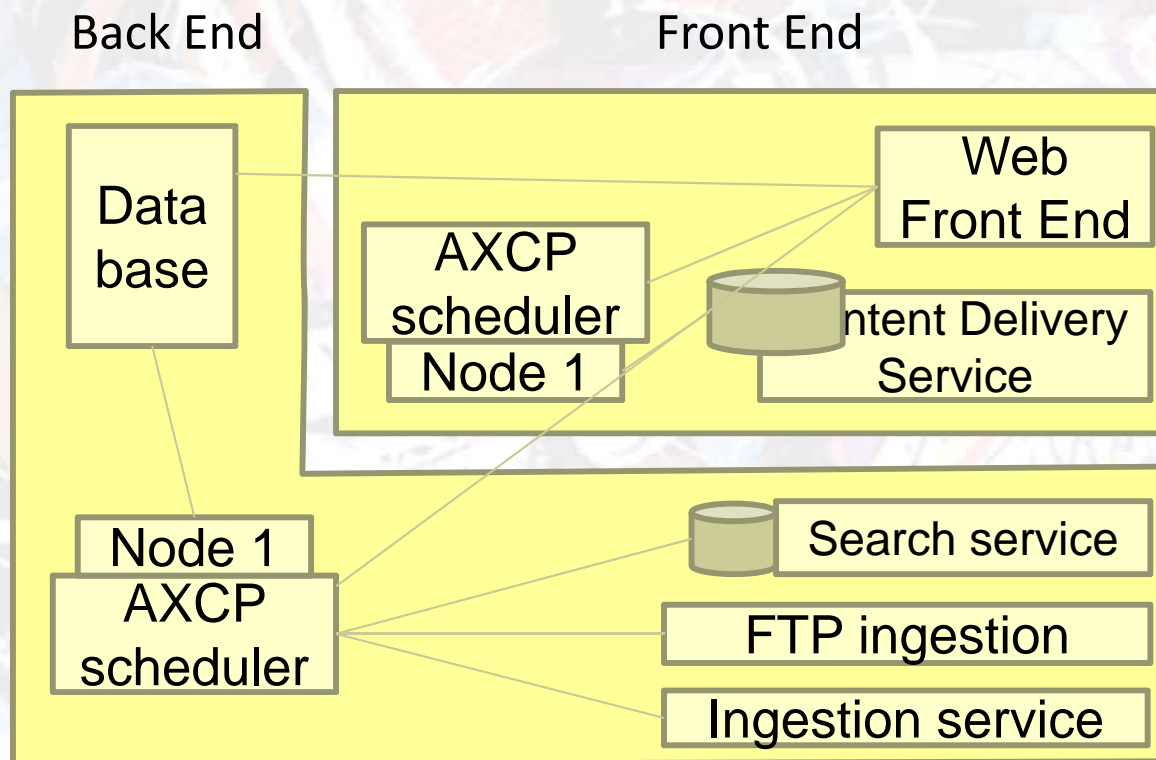 Back End
Front End
Data
base
Web
Front End
AXCP
scheduler
Node 1
ntent Delivery
Service
Node 1
AXCP
scheduler
Search service
FTP ingestion
Ingestion service